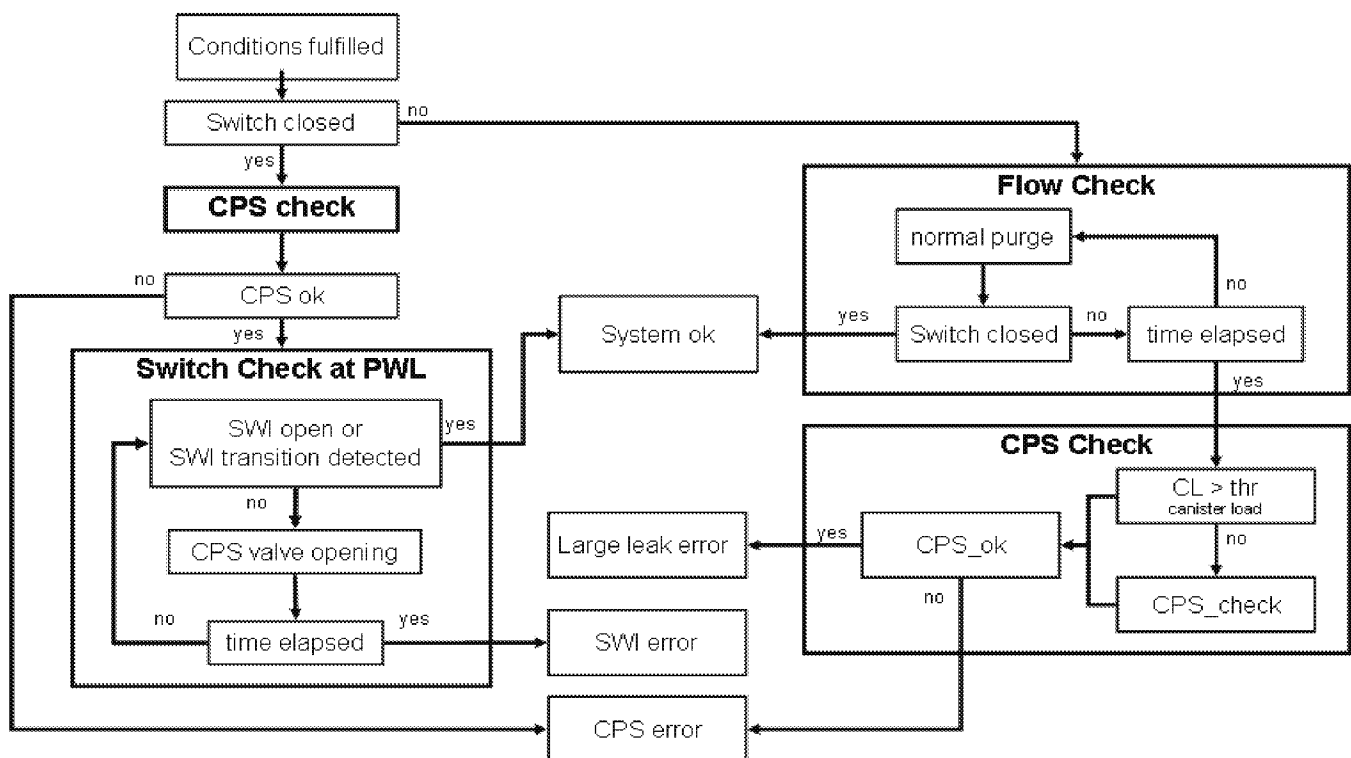 Conditions fulfilled
Switch closed
no
yes
CPS check
no
CPS ok
yes
Switch Check at PWL
SWI open or
SWI transition detected
yes
no
CPS valve opening
no
time elapsed
yes
System ok
Large leak error
SWI error
CPS error
Flow Check
normal purge
no
yes
Switch closed
no
time elapsed
yes
CPS Check
CL > thr
canister load
no
yes
CPS_ok
no
CPS_check